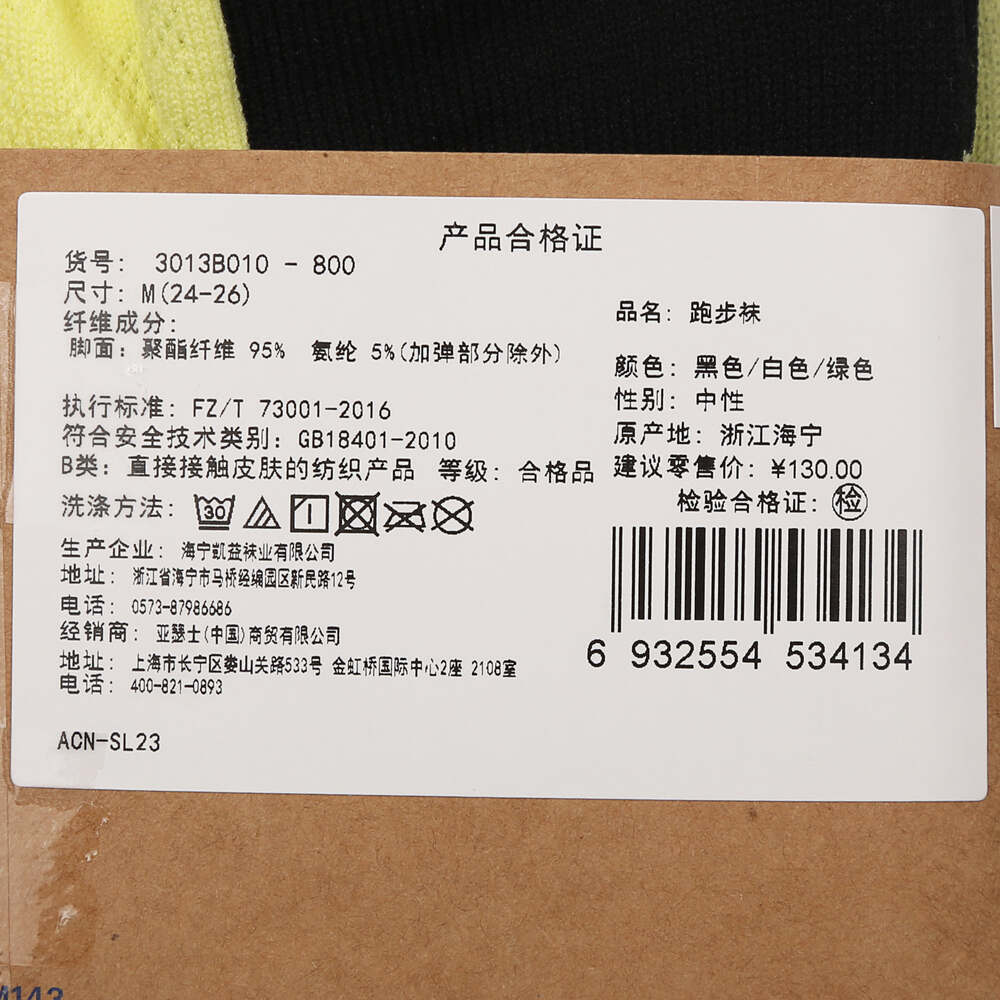 产品合格证
货号: 3013B010 - 800
尺寸: M(24-26)
纤维成分:
脚面: 聚酯纤维 95% 氨纶 5%(加弹部分除外)
执行标准: FZ/T 73001-2016
符合安全技术类别: GB18401-2010
B类: 直接接触皮肤的纺织产品 等级: 合格品
洗涤方法: 30
品名: 跑步袜
颜色: 黑色/白色/绿色
性别: 中性
原产地: 浙江海宁
建议零售价: ¥130.00
检验合格证: 检
6 932554 534134
生产企业: 海宁凯益袜业有限公司
地址: 浙江省海宁市马桥经编园区新民路12号
电话: 0573-87986686
经销商: 亚瑟士(中国)商贸有限公司
地址: 上海市长宁区娄山关路533号 金虹桥国际中心2座 2108室
电话: 400-821-0893
ACN-SL23